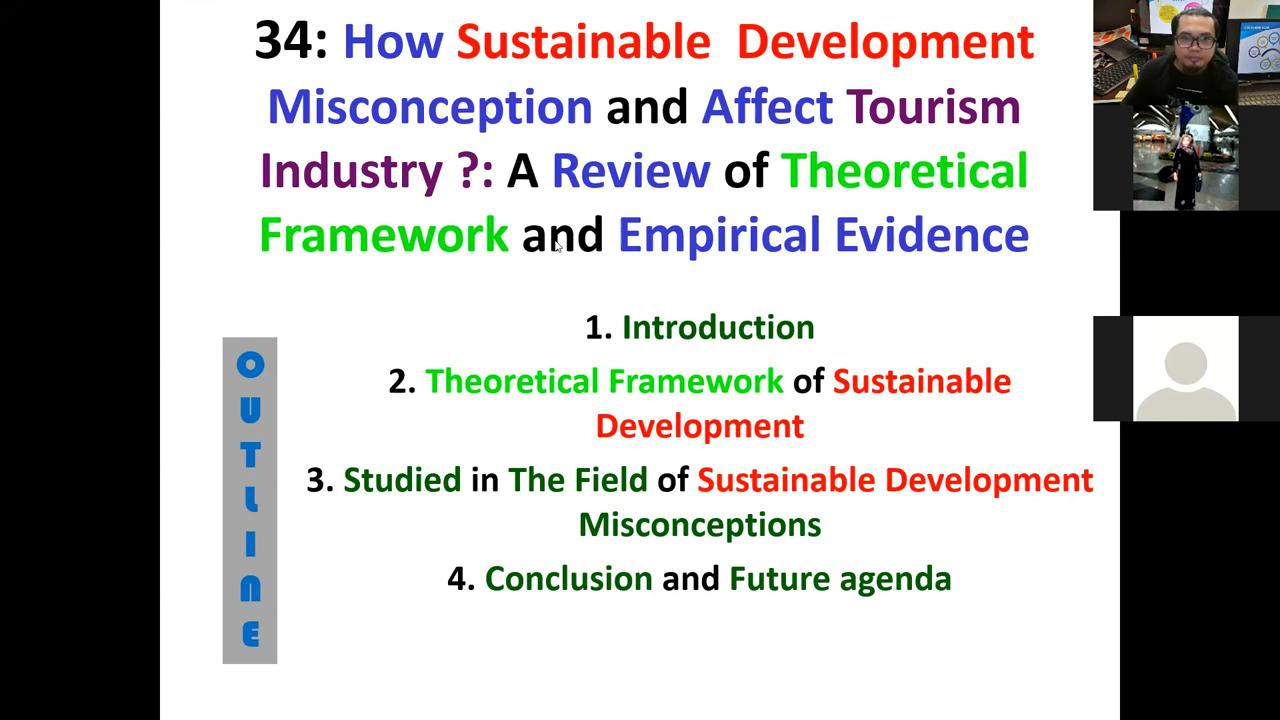 34: How Sustainable Development
Misconception and Affect Tourism
Industry ?: A Review of Theoretical
Framework and Empirical Evidence
OUTLINE
1. Introduction
2. Theoretical Framework of Sustainable
Development
3. Studied in The Field of Sustainable Development
Misconceptions
4. Conclusion and Future agenda